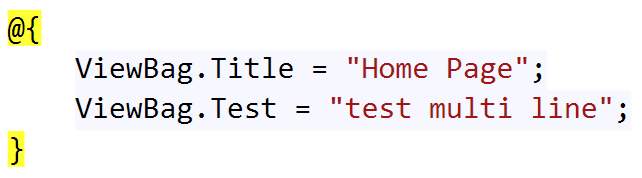 @{
ViewBag.Title = "Home Page";
ViewBag.Test = "test multi line";
}